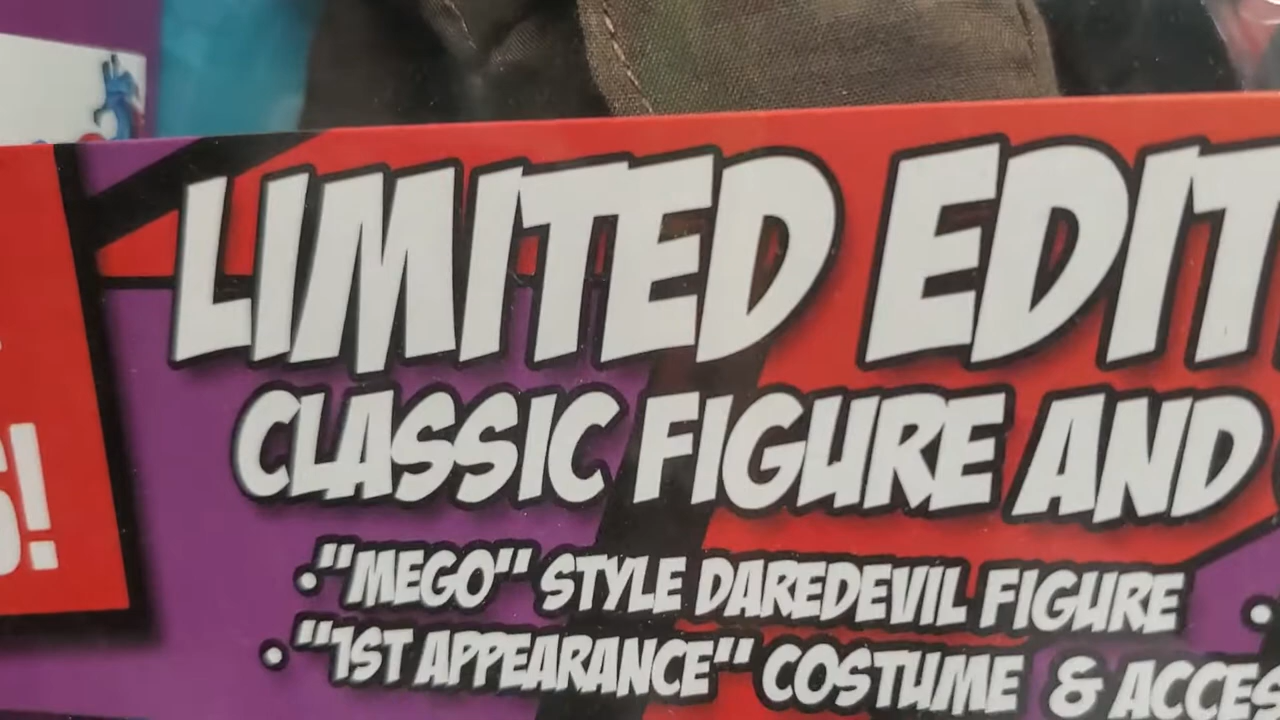 LIMITED EDIT
CLASSIC FIGURE AND
• "MEGO" STYLE DAREDEVIL FIGURE •
• "1ST APPEARANCE" COSTUME & ACCES
S!